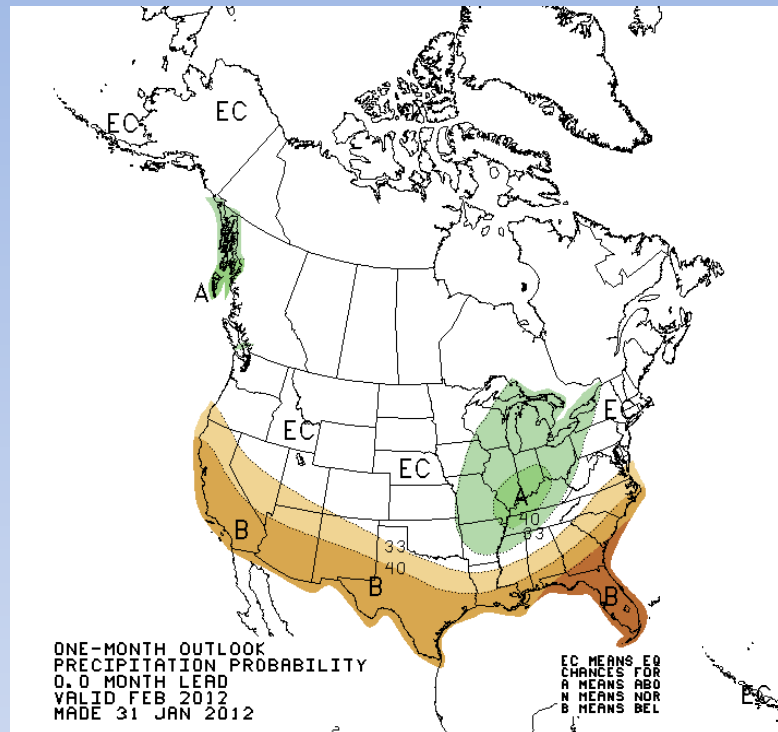 EC
EC
A
EC
EC
EC
A
40
33
B
33
40
B
B
ONE-MONTH OUTLOOK
PRECIPITATION PROBABILITY
0.0 MONTH LEAD
VALID FEB 2012
MADE 31 JAN 2012
EC MEANS EQ
CHANCES FOR
A MEANS ABO
N MEANS NOR
B MEANS BEL
EC